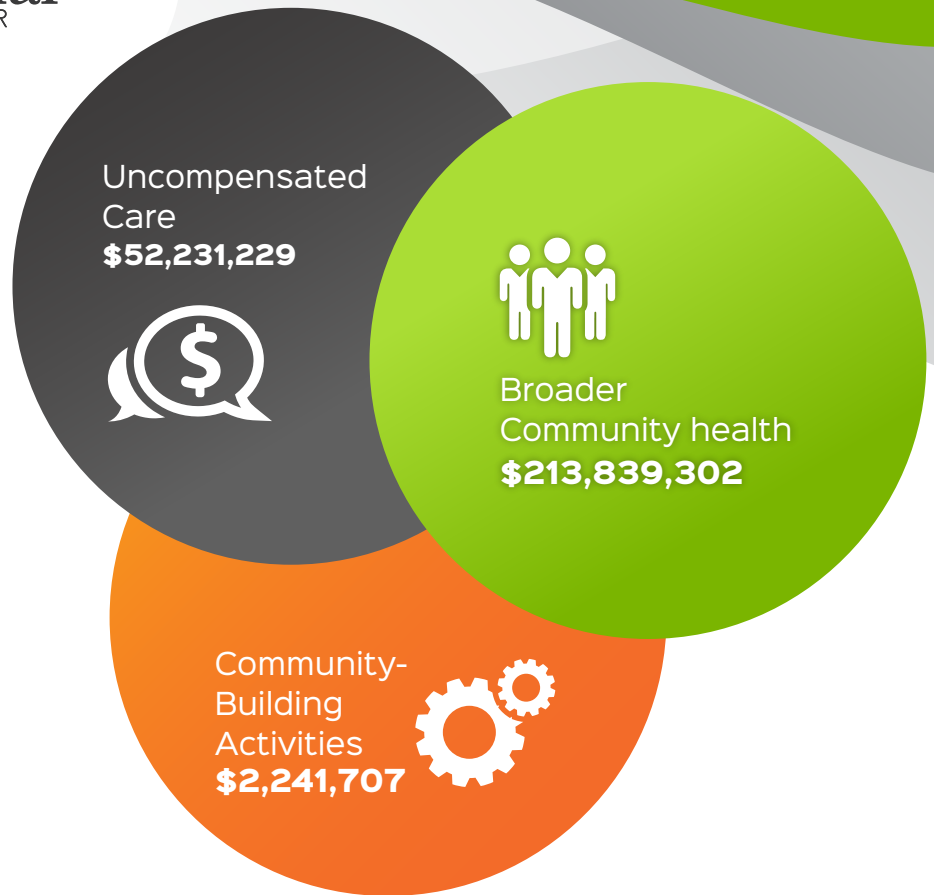 Uncompensated
Care
$52,231,229
Broader
Community health
$213,839,302
Community-
Building
Activities
$2,241,707